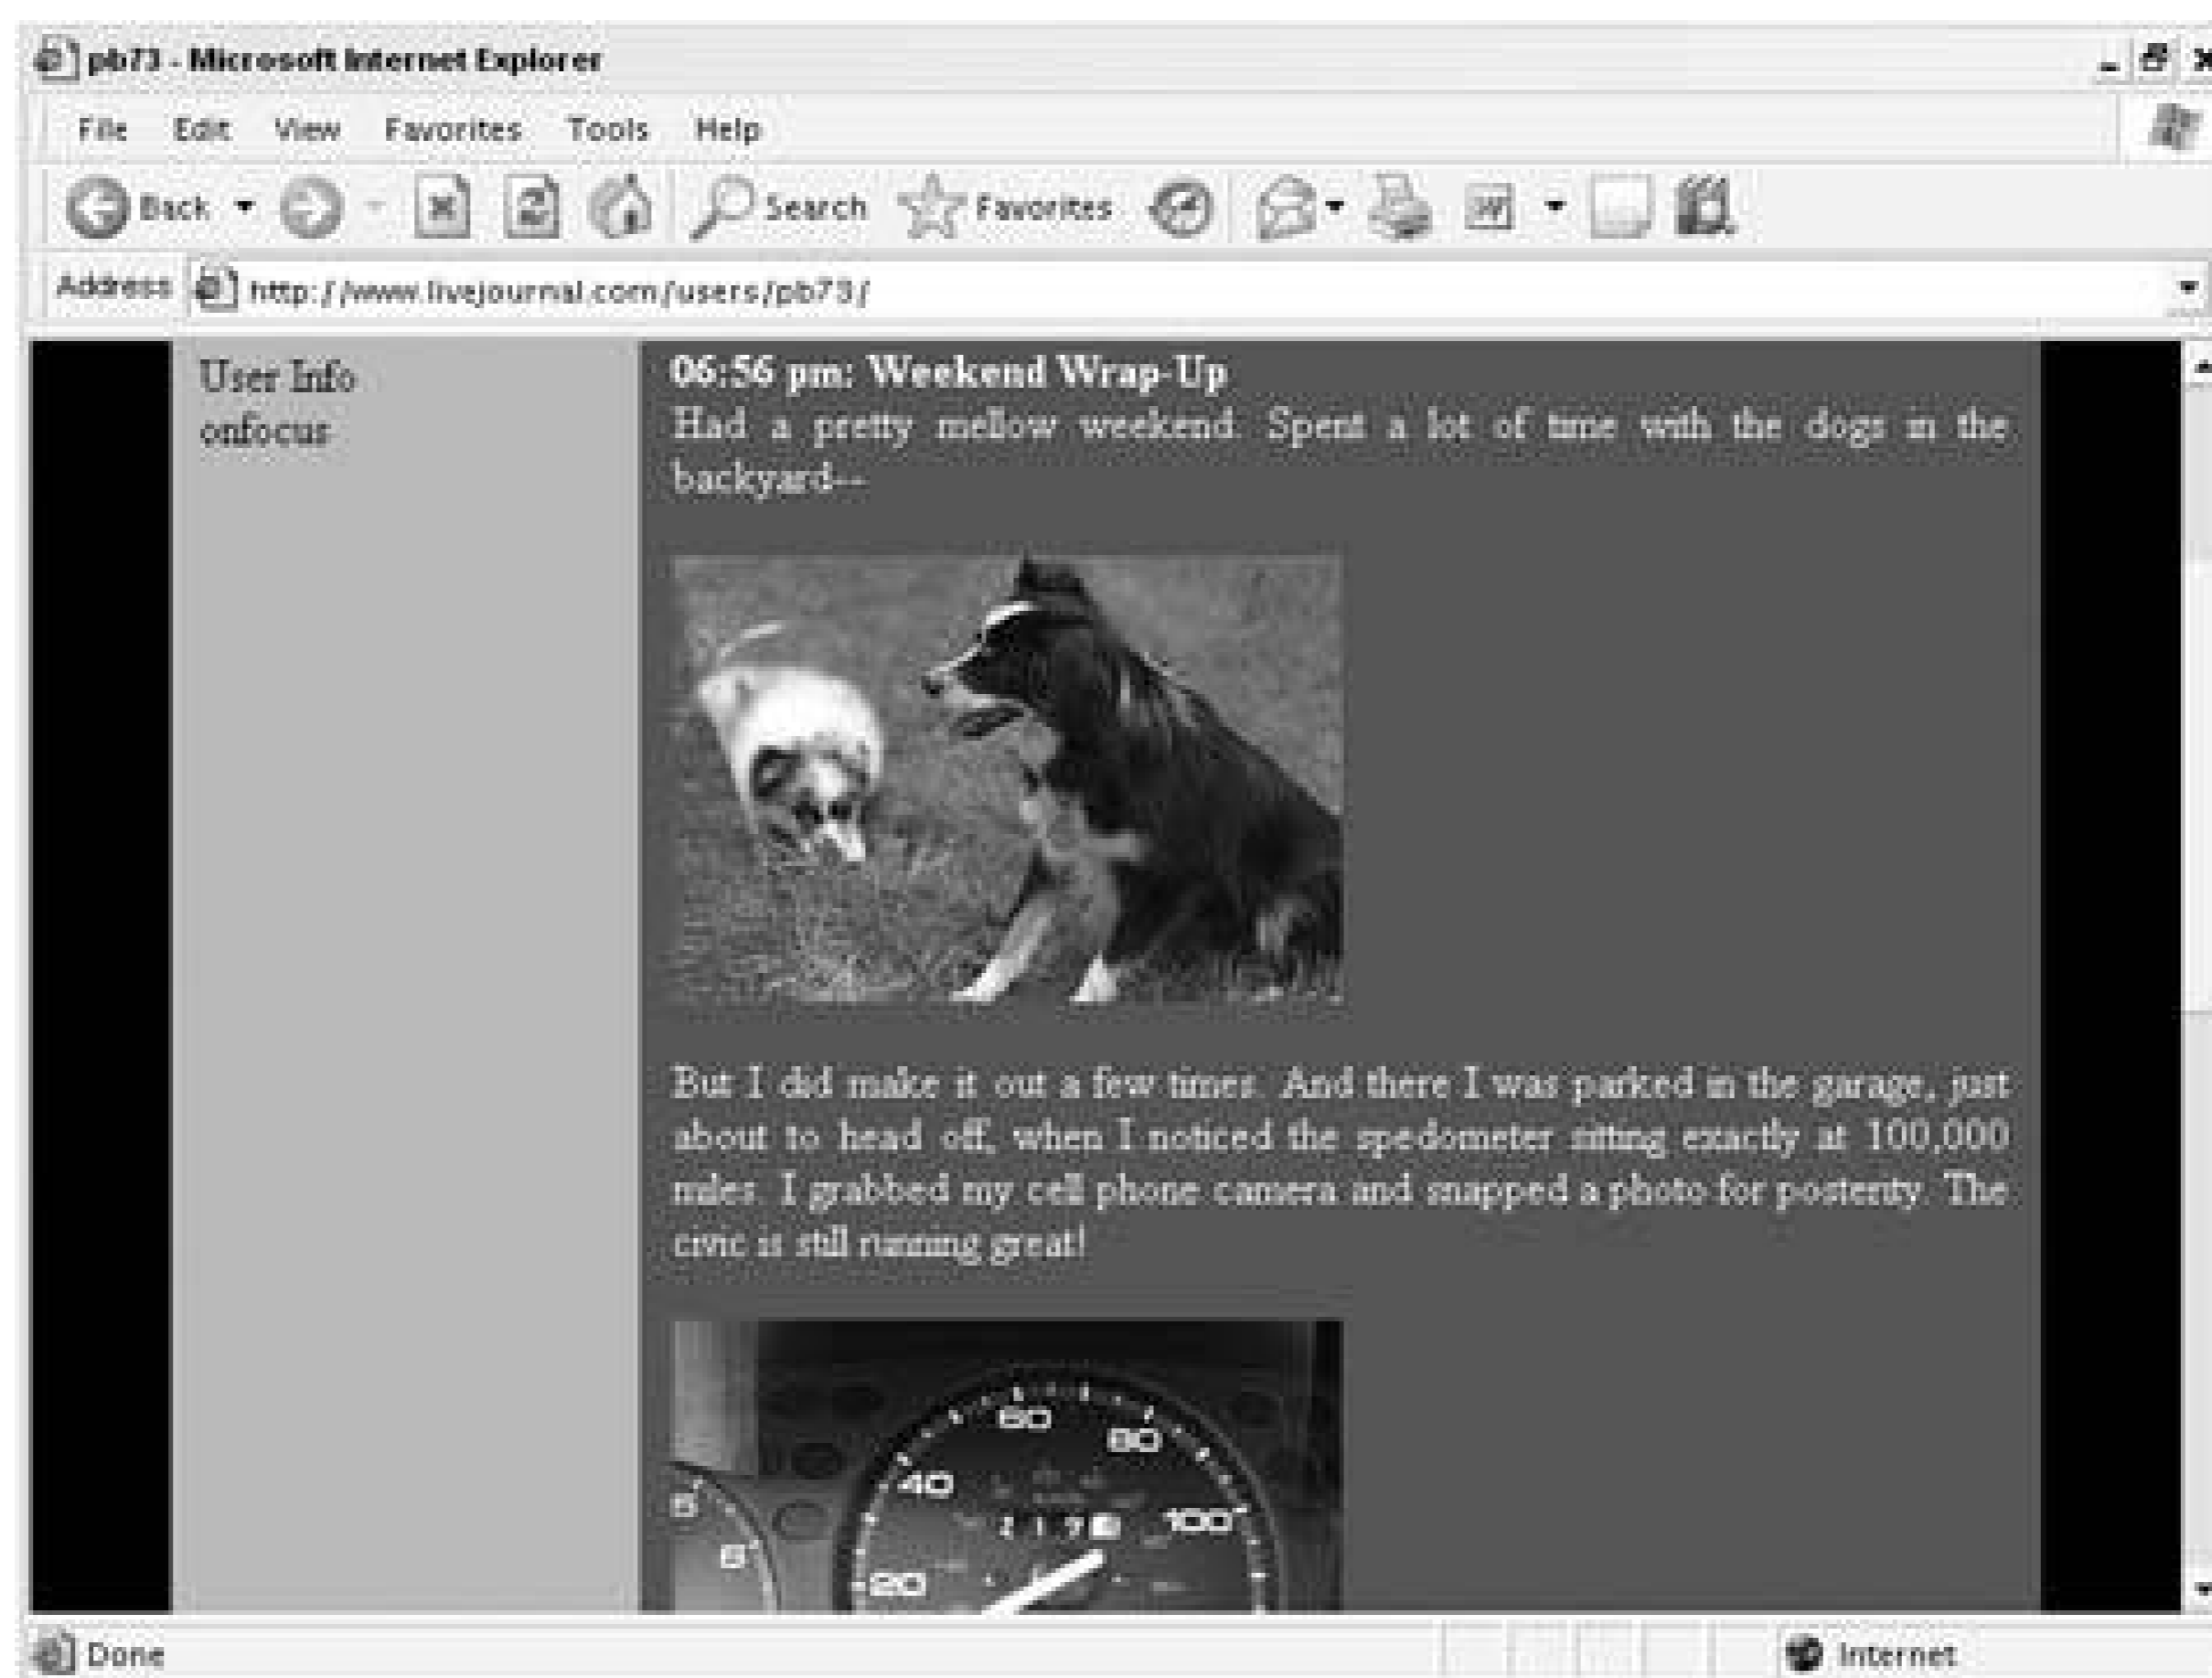 pb73 - Microsoft Internet Explorer
File Edit View Favorites Tools Help
Back Search Favorites
Address http://www.livejournal.com/users/pb73/
User Info
onfocus
06:56 pm: Weekend Wrap-Up
Had a pretty mellow weekend. Spent a lot of time with the dogs in the
backyard--
But I did make it out a few times. And there I was parked in the garage, just
about to head off, when I noticed the spedometer sitting exactly at 100,000
miles. I grabbed my cell phone camera and snapped a photo for posterity. The
civic is still running great!
60
80
40
5
2 1 9
100
8
20
Done Internet